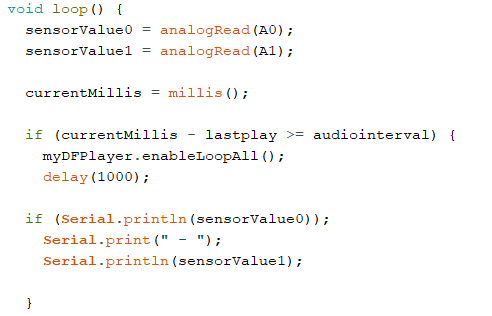 void loop() {
sensorValue0 = analogRead(A0);
sensorValue1 = analogRead(A1);
currentMillis = millis();
if (currentMillis - lastplay >= audiointerval) {
myDFPlayer.enableLoopAll();
delay(1000);
if (Serial.println(sensorValue0));
Serial.print(" - ");
Serial.println(sensorValue1);
}